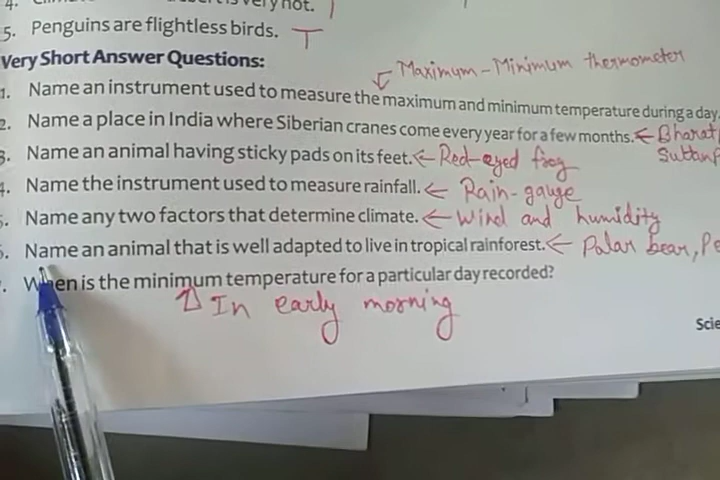 very not.
5. Penguins are flightless birds. T
Very Short Answer Questions:
Maximum-Minimum thermometer
1. Name an instrument used to measure the maximum and minimum temperature during a day.
2. Name a place in India where Siberian cranes come every year for a few months. ← Bharat
3. Name an animal having sticky pads on its feet. ← Red-eyed frog
4. Name the instrument used to measure rainfall. ← Rain-gauge
5. Name any two factors that determine climate. ← Wind and humidity
6. Name an animal that is well adapted to live in tropical rainforest. ← Polar bear, Pe
. When is the minimum temperature for a particular day recorded?
In early morning
Scie